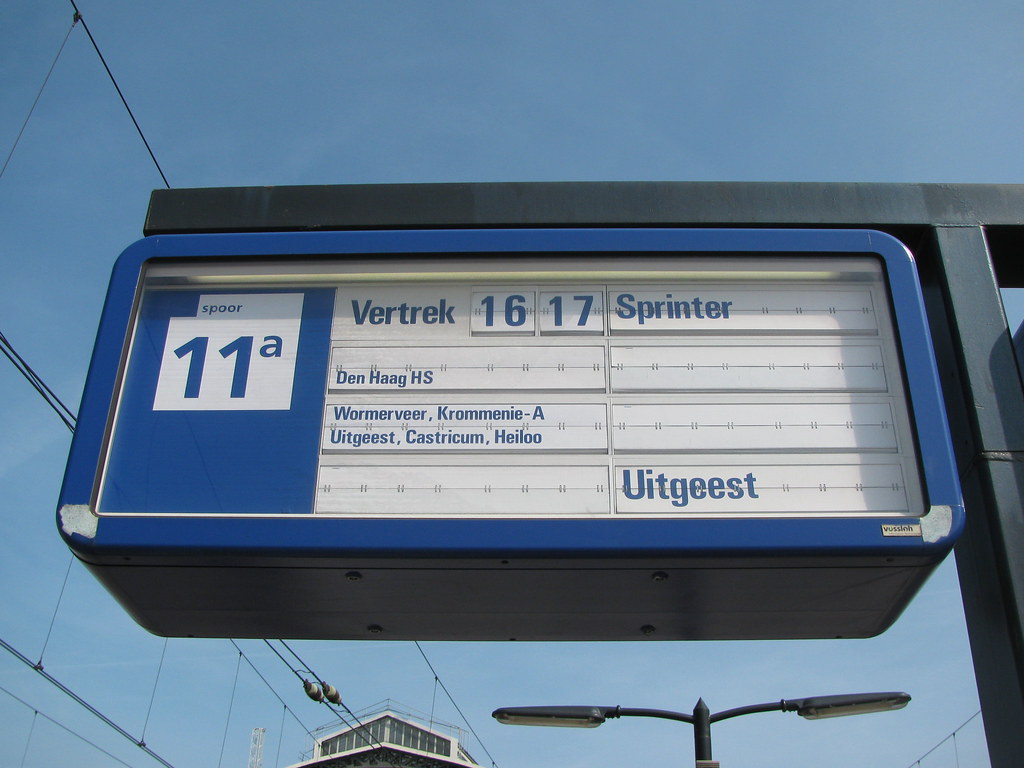 spoor
11a
Vertrek 16 17 Sprinter
Den Haag HS
Wormerveer, Krommenie-A
Uitgeest, Castricum, Heiloo
Uitgeest
vossloh